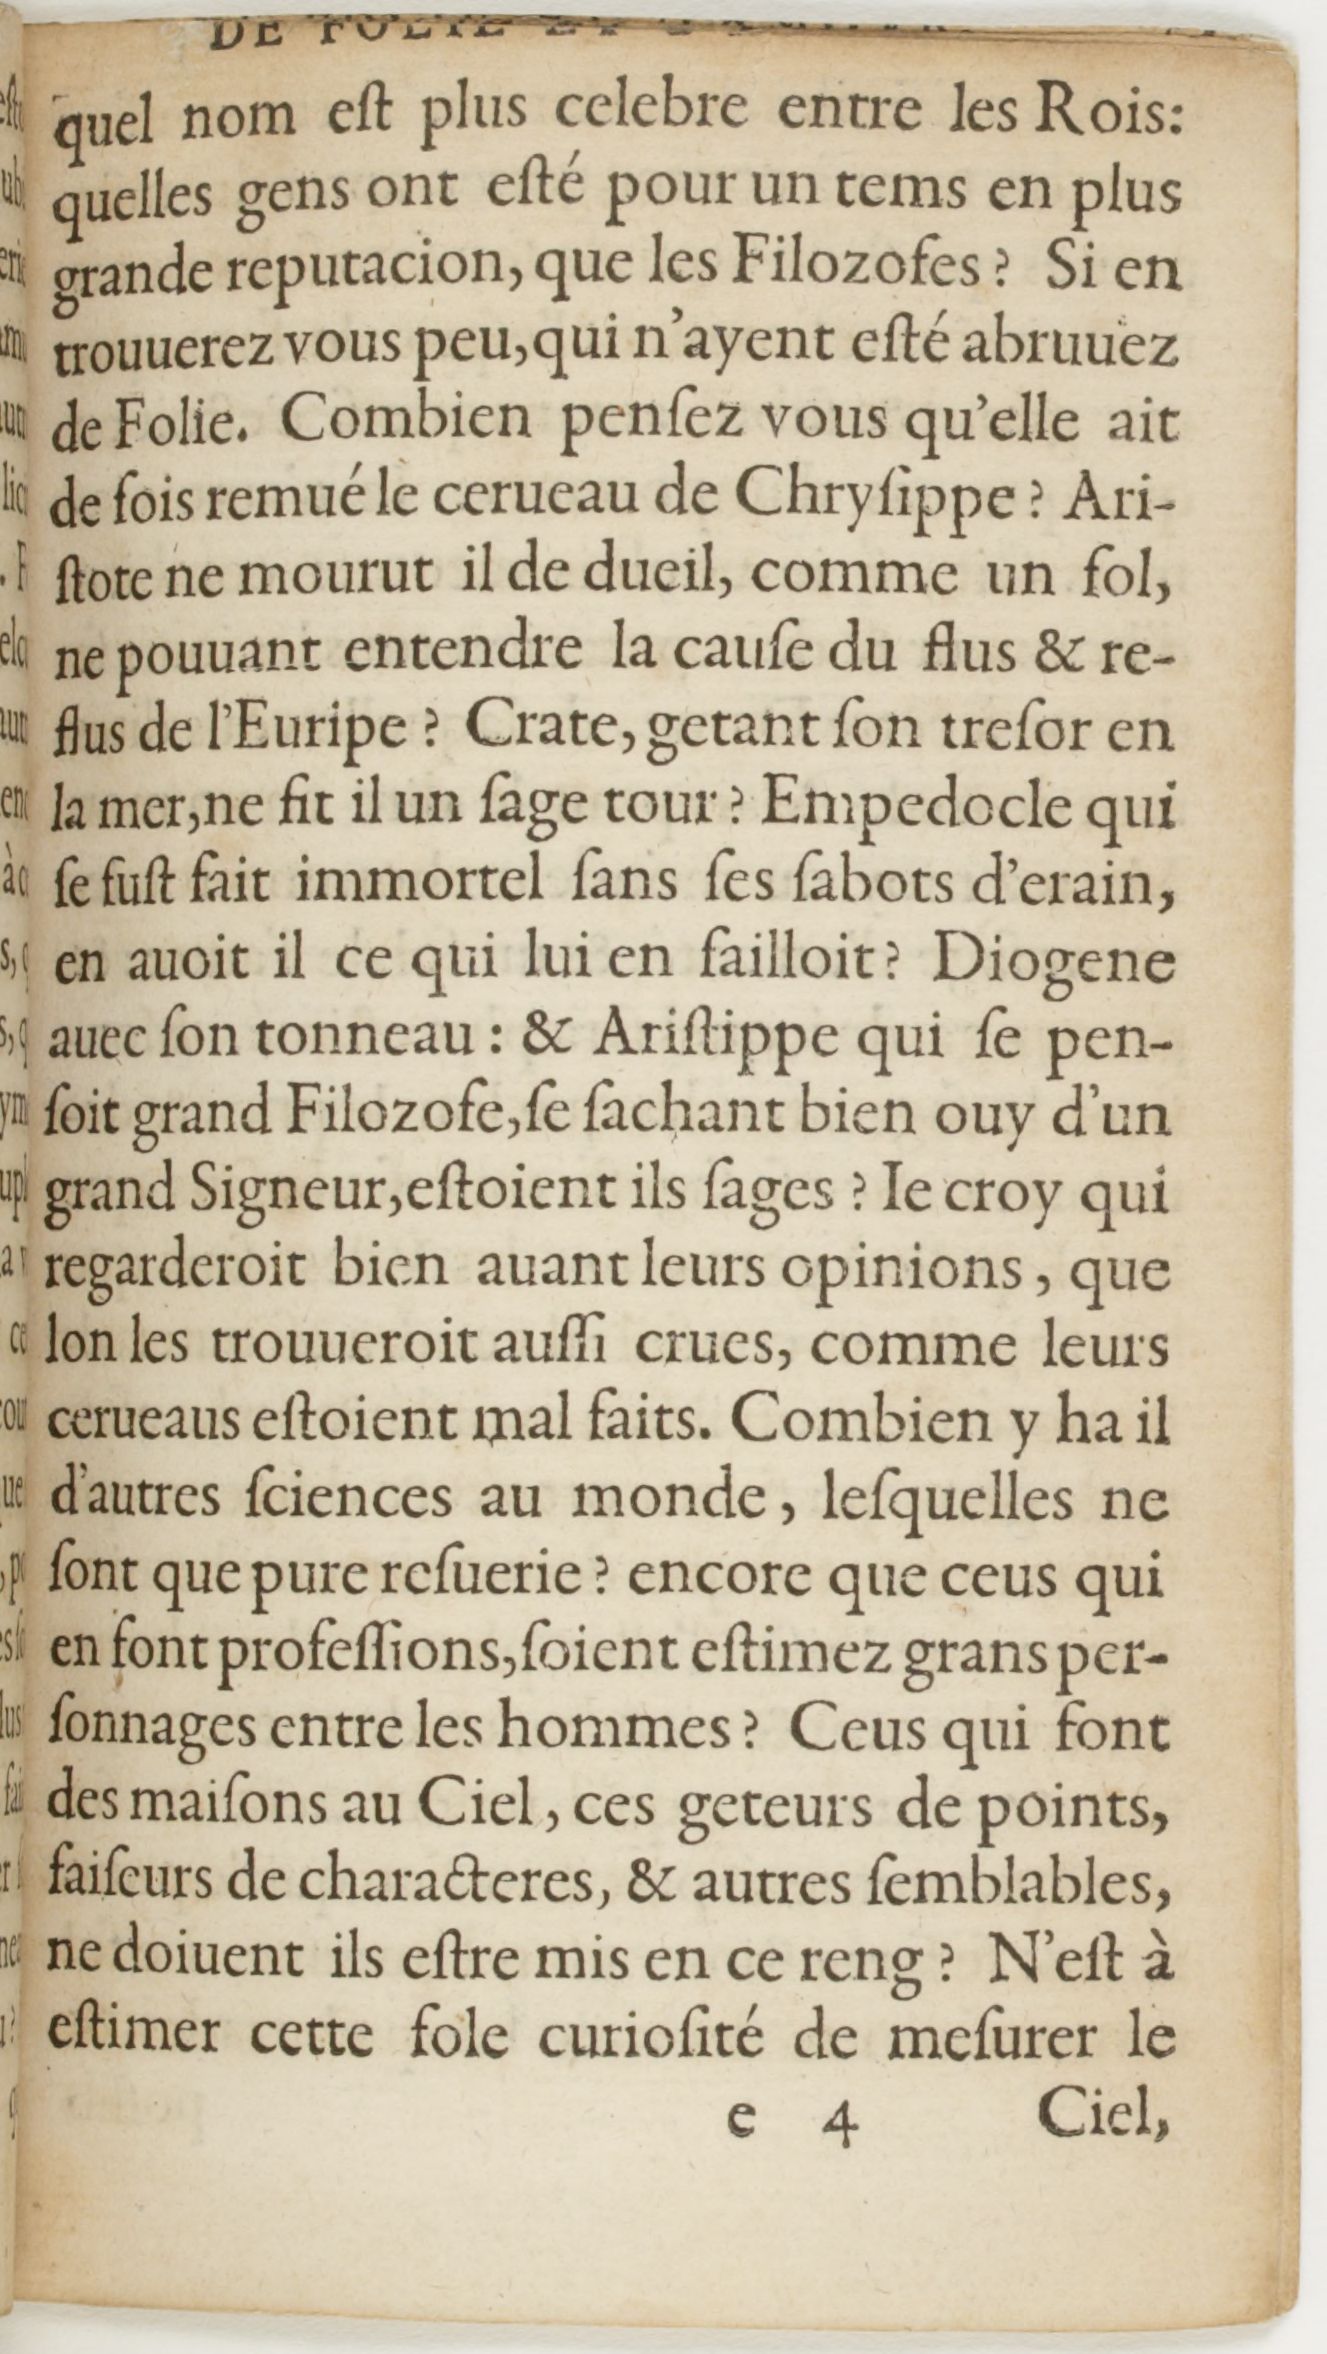 DE FOLIE ET
quel nom eſt plus celebre entre les Rois:
quelles gens ont eſté pour un tems en plus
grande reputacion, que les Filozofes? Si en
trouuerez vous peu, qui n'ayent eſté abruuez
de Folie. Combien penſez vous qu'elle ait
de fois remué le cerueau de Chryſippe? Ari-
ſtote ne mourut il de dueil, comme un fol,
ne pouuant entendre la cauſe du flus & re-
flus de l'Euripe? Crate, getant ſon treſor en
la mer, ne fit il un ſage tour? Empedocle qui
ſe fuſt fait immortel ſans ſes ſabots d'erain,
en auoit il ce qui lui en failloit? Diogene
auec ſon tonneau: & Ariſtippe qui ſe pen-
ſoit grand Filozofe, ſe ſachant bien ouy d'un
grand Signeur, eſtoient ils ſages? Ie croy qui
regarderoit bien auant leurs opinions, que
lon les trouueroit auſſi crues, comme leurs
cerueaus eſtoient mal faits. Combien y ha il
d'autres ſciences au monde, leſquelles ne
ſont que pure reſuerie? encore que ceus qui
en font profeſſions, ſoient eſtimez grans per-
ſonnages entre les hommes? Ceus qui font
des maiſons au Ciel, ces geteurs de points,
faiſeurs de characteres, & autres ſemblables,
ne doiuent ils eſtre mis en ce reng? N'eſt à
eſtimer cette fole curioſité de meſurer le
e 4 Ciel,